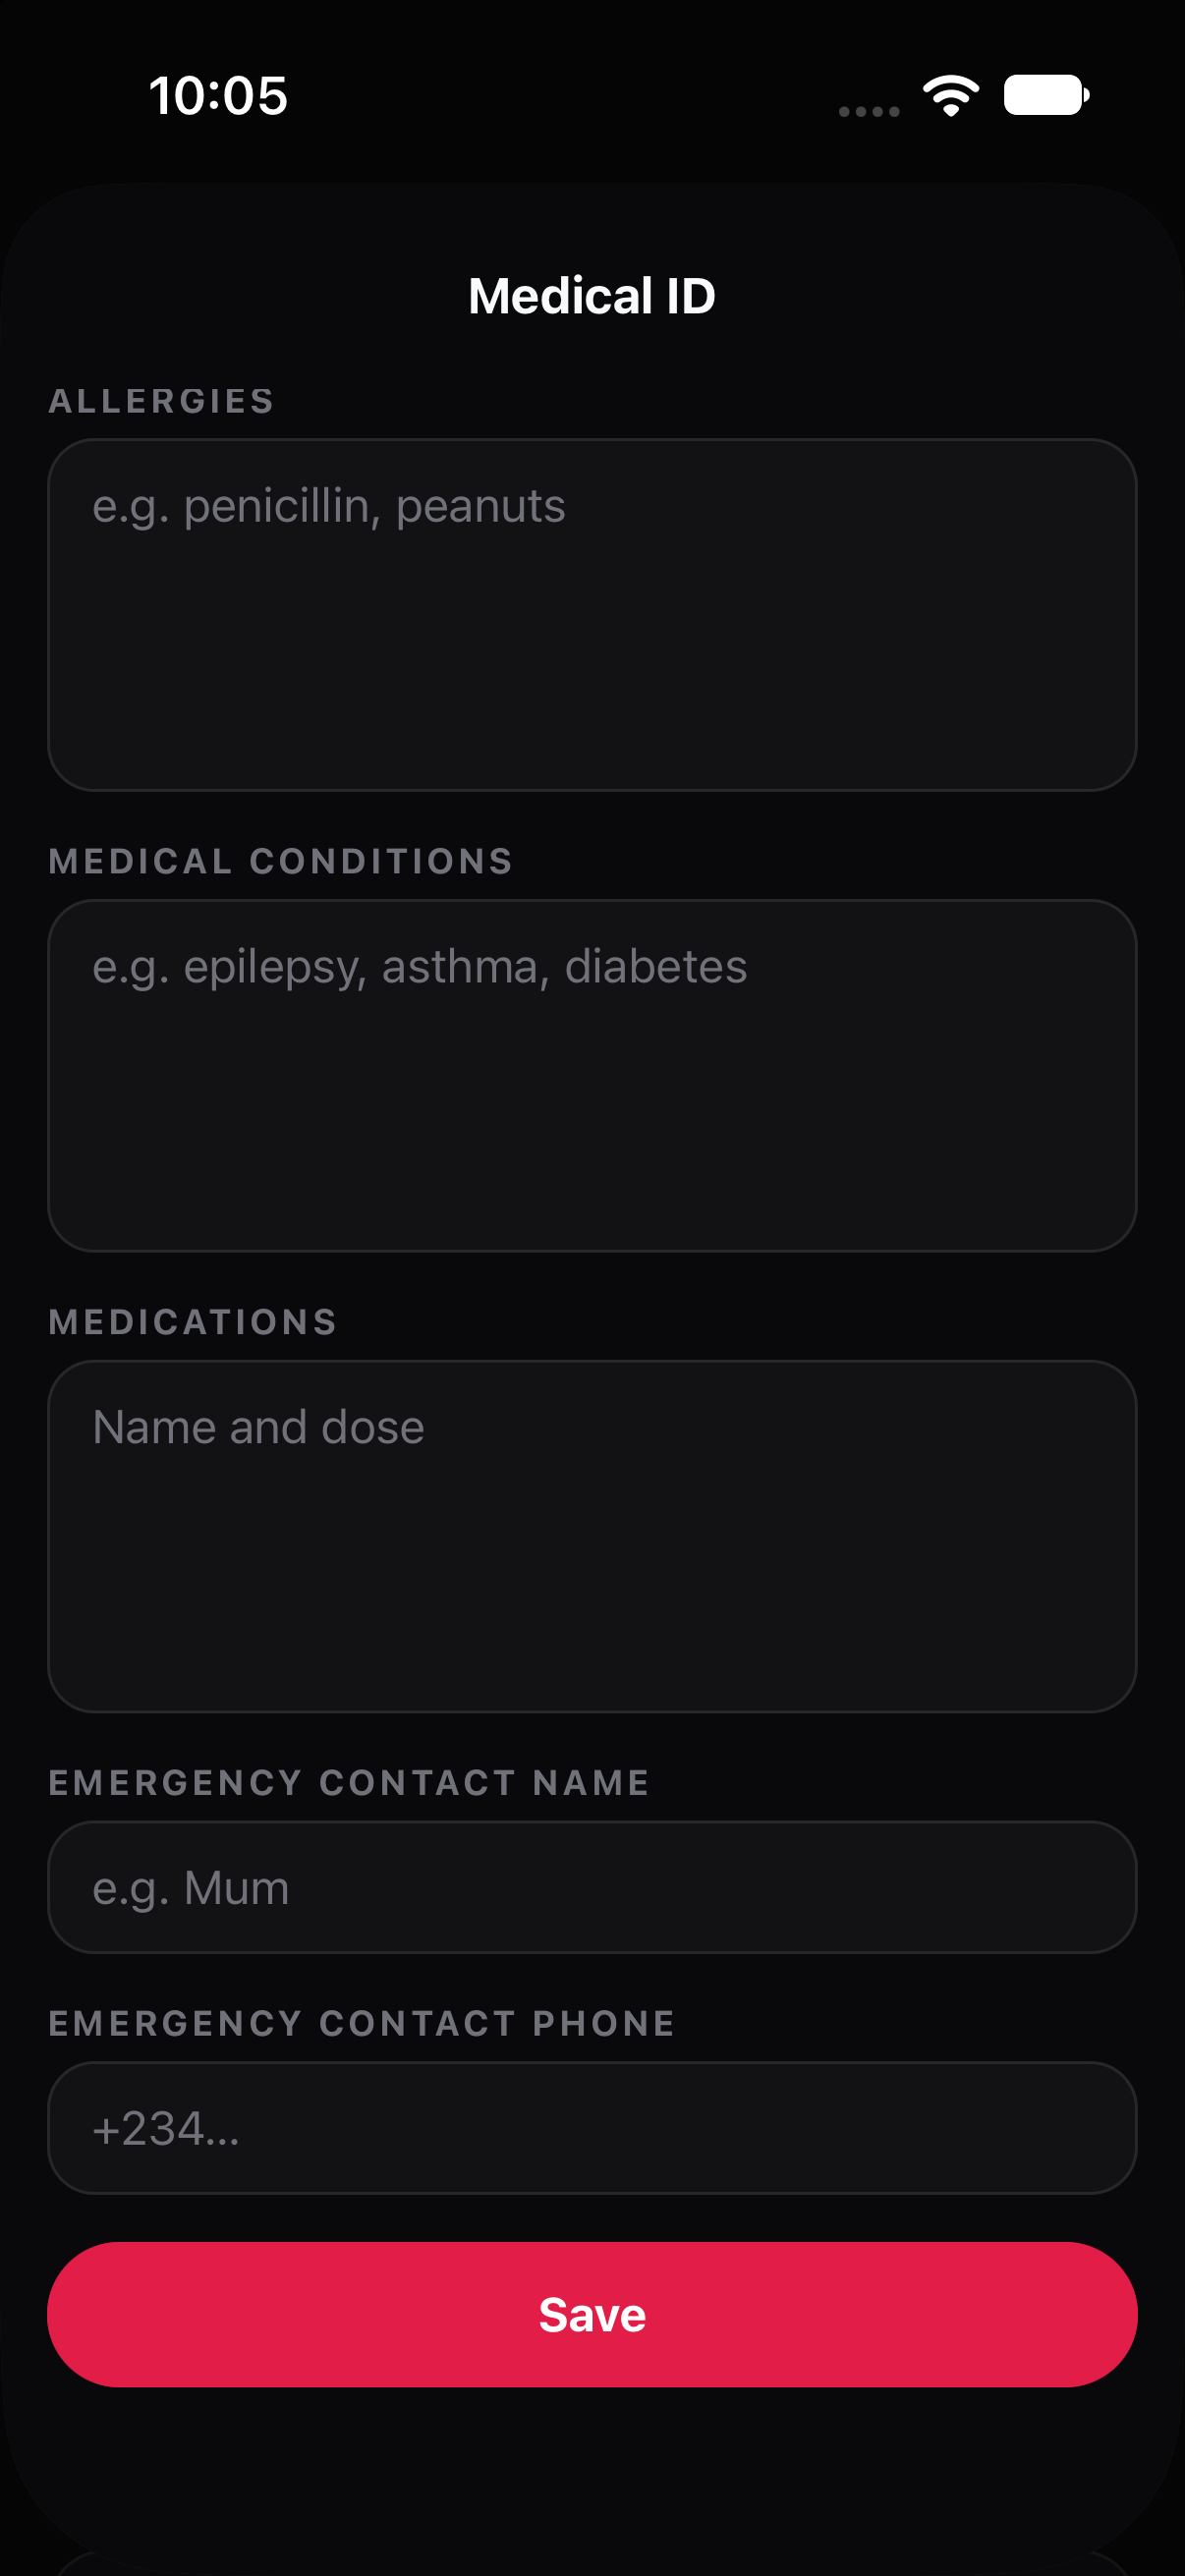 10:05
Medical ID
ALLERGIES
e.g. penicillin, peanuts
MEDICAL CONDITIONS
e.g. epilepsy, asthma, diabetes
MEDICATIONS
Name and dose
EMERGENCY CONTACT NAME
e.g. Mum
EMERGENCY CONTACT PHONE
+234...
Save